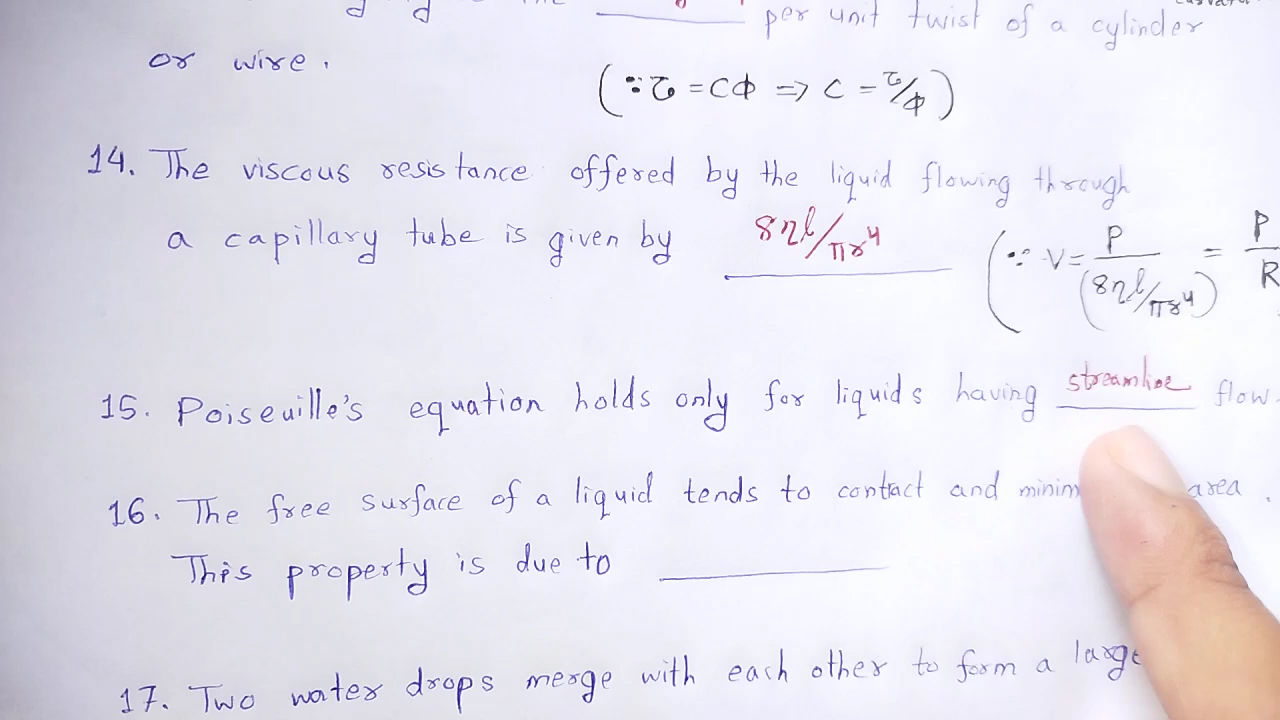 per unit twist of a cylinder
or wire.
(∵ τ = Cϕ ⇒ C = τ/ϕ)
14. The viscous resistance offered by the liquid flowing through
a capillary tube is given by 8ηl/πr⁴ (∵ V = P/(8ηl/πr⁴) = P/R
15. Poiseuille's equation holds only for liquids having streamline flow.
16. The free surface of a liquid tends to contact and area.
This property is due to
17. Two water drops merge with each other to form a large